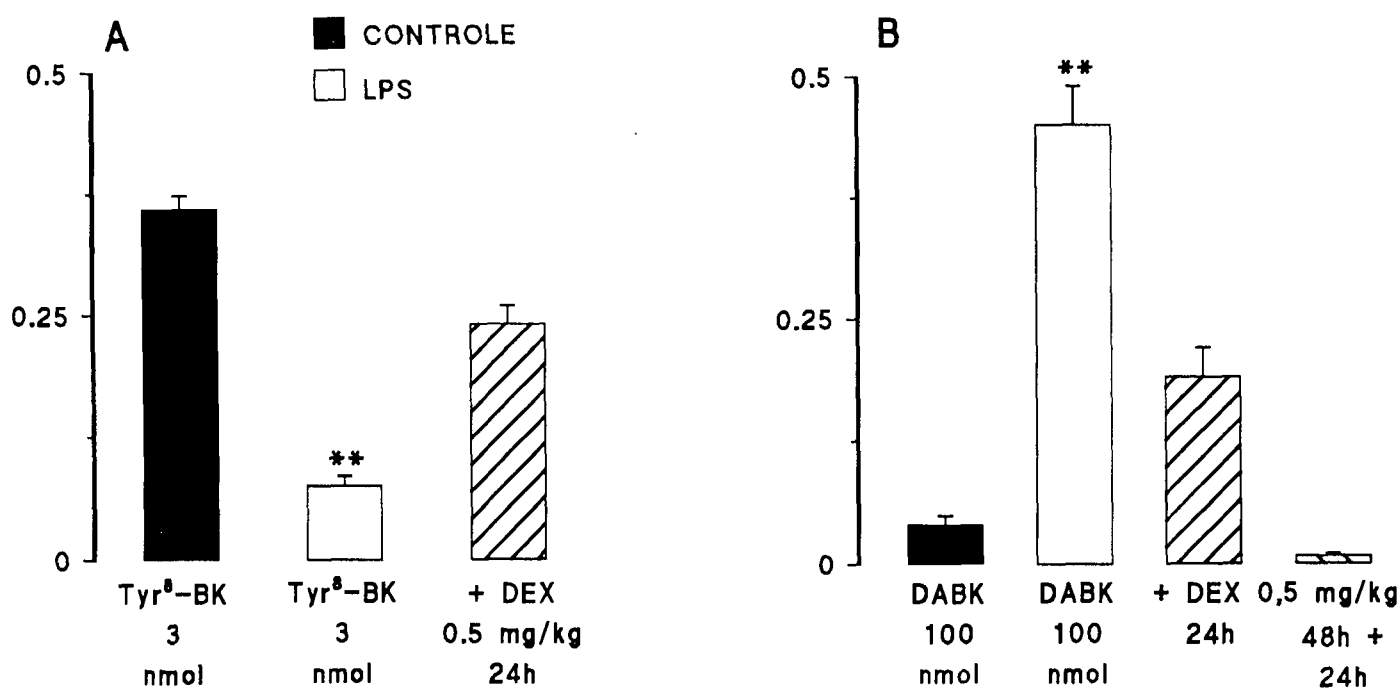 A
CONTROLE
LPS
0.5
0.25
0
**
Tyr⁸-BK
3
nmol
Tyr⁸-BK
3
nmol
+ DEX
0.5 mg/kg
24h
B
0.5
0.25
0
**
DABK
100
nmol
DABK
100
nmol
+ DEX
24h
0,5 mg/kg
48h +
24h